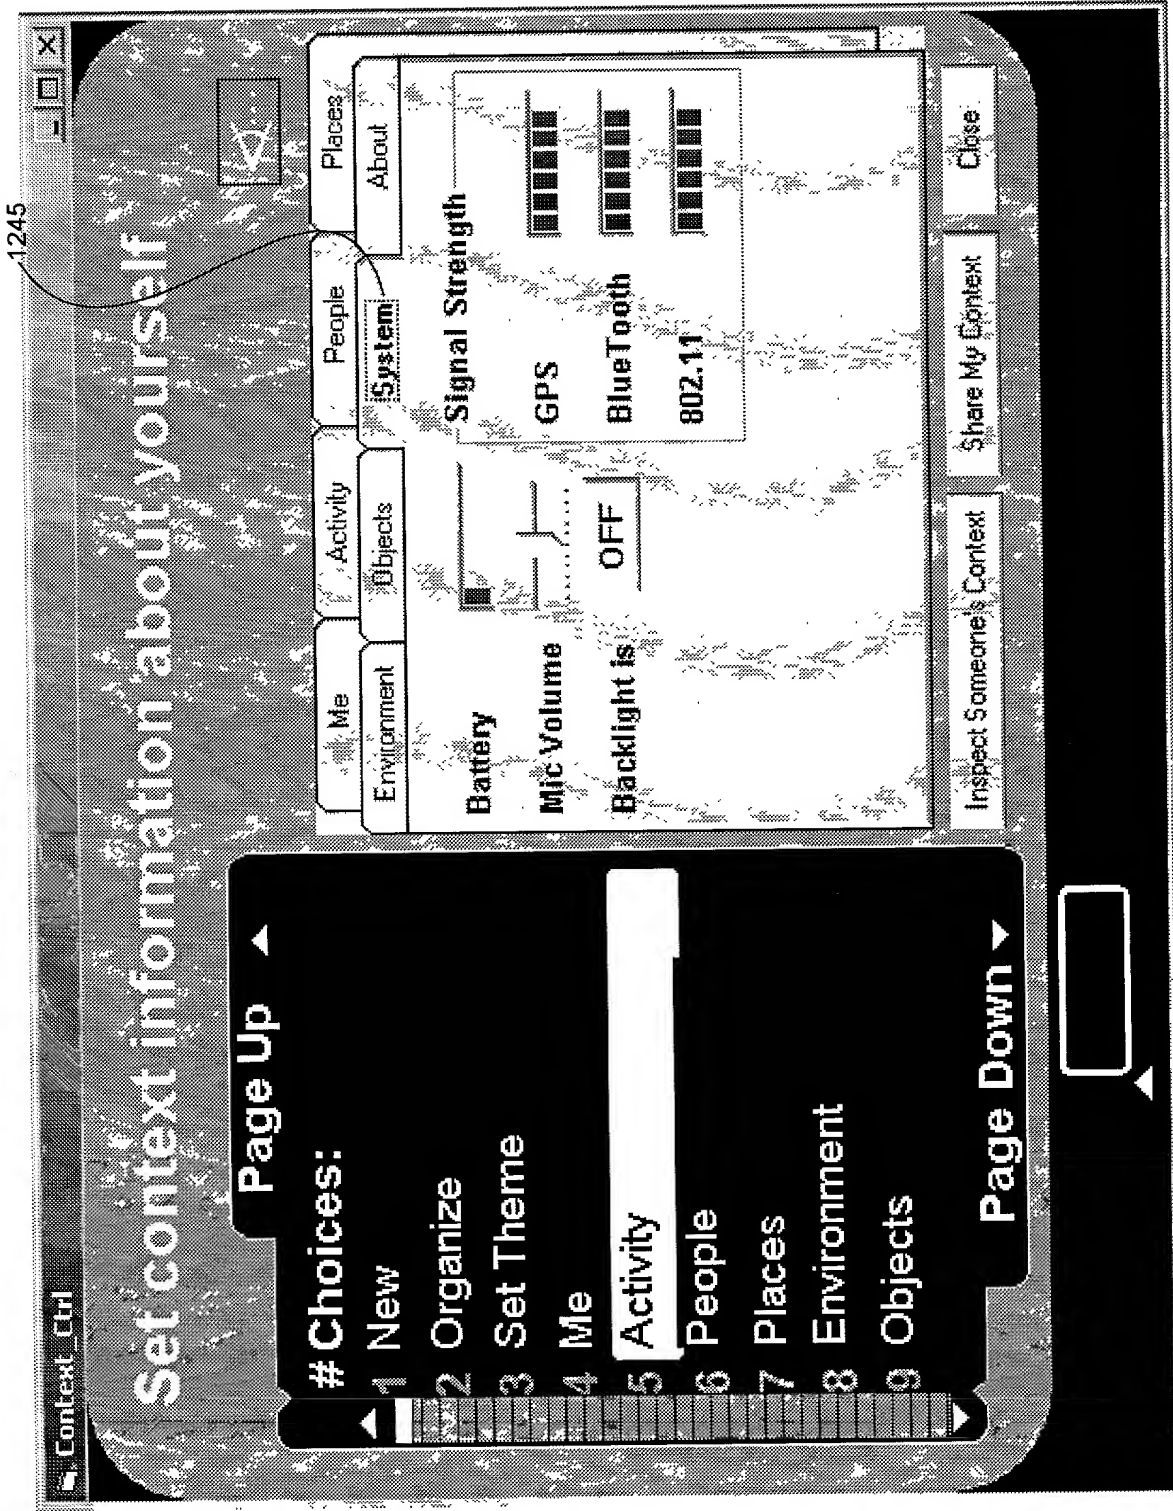 1245
Context_Ctrl
Set context information about yourself
Page Up
# Choices:
1 New
2 Organize
3 Set Theme
4 Me
5 Activity
6 People
7 Places
8 Environment
9 Objects
Page Down
Me Activity People Places
Environment Objects System About
Battery
Mic Volume
Backlight is OFF
Signal Strength
GPS
BlueTooth
802.11
Inspect Someone's Context Share My Context Close